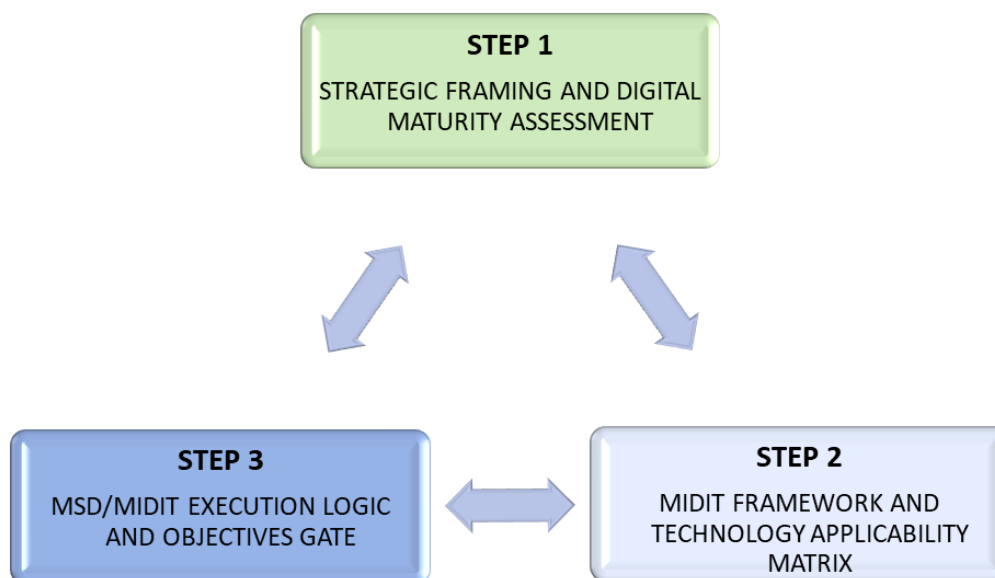 STEP 1
STRATEGIC FRAMING AND DIGITAL
MATURITY ASSESSMENT
STEP 3
MSD/MIDIT EXECUTION LOGIC
AND OBJECTIVES GATE
STEP 2
MIDIT FRAMEWORK AND
TECHNOLOGY APPLICABILITY
MATRIX